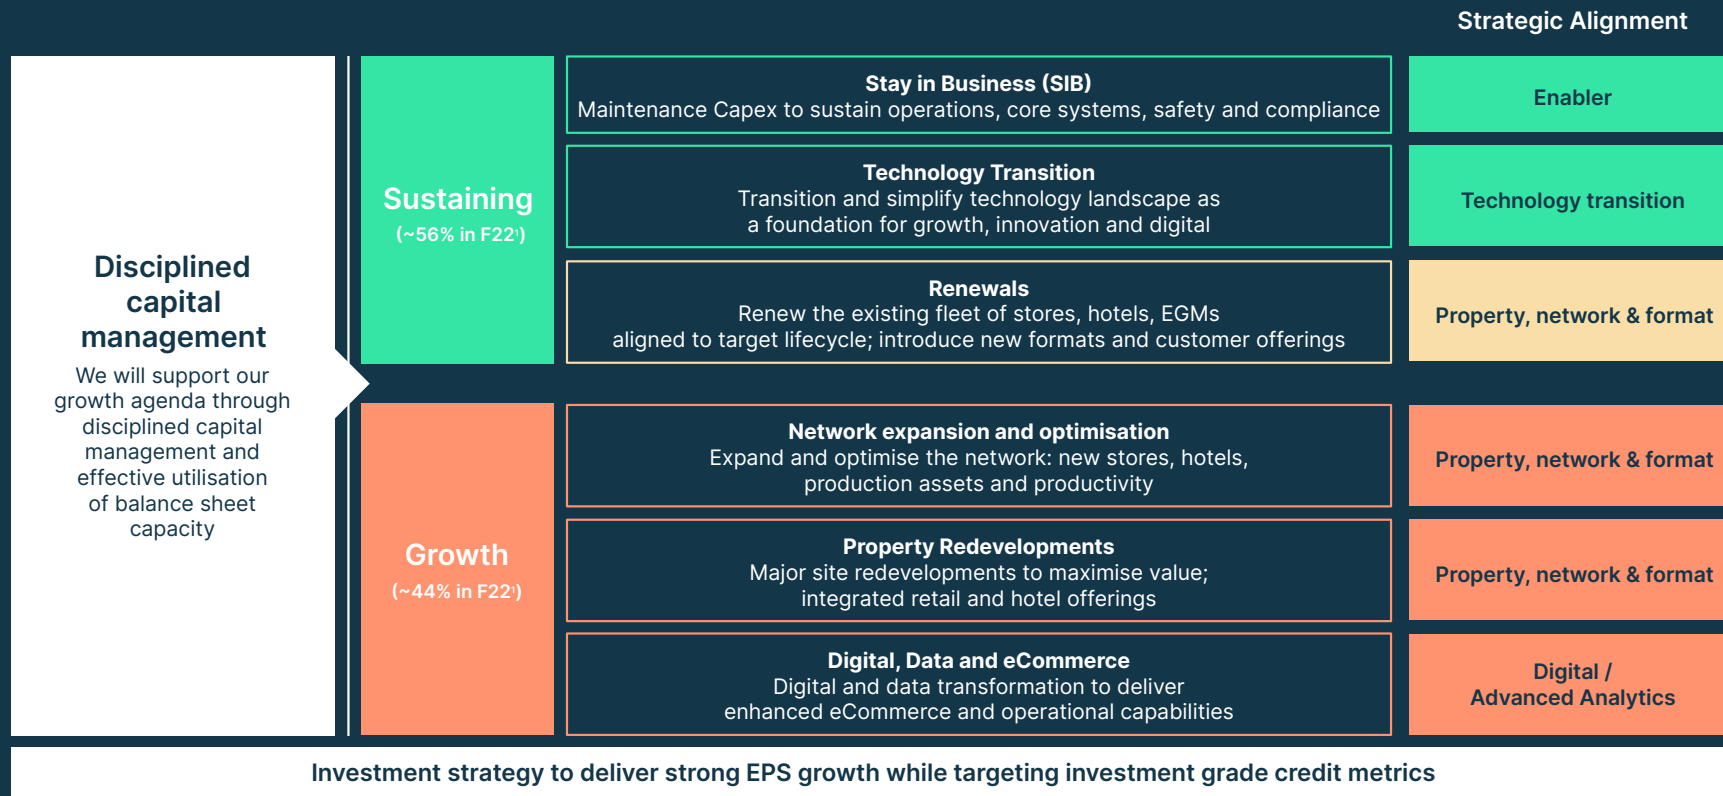 Strategic Alignment
Disciplined
capital
management
We will support our
growth agenda through
disciplined capital
management and
effective utilisation
of balance sheet
capacity
Sustaining
(~56% in F22¹)
Stay in Business (SIB)
Maintenance Capex to sustain operations, core systems, safety and compliance
Enabler
Technology Transition
Transition and simplify technology landscape as
a foundation for growth, innovation and digital
Technology transition
Renewals
Renew the existing fleet of stores, hotels, EGMs
aligned to target lifecycle; introduce new formats and customer offerings
Property, network & format
Growth
(~44% in F22¹)
Network expansion and optimisation
Expand and optimise the network: new stores, hotels,
production assets and productivity
Property, network & format
Property Redevelopments
Major site redevelopments to maximise value;
integrated retail and hotel offerings
Property, network & format
Digital, Data and eCommerce
Digital and data transformation to deliver
enhanced eCommerce and operational capabilities
Digital /
Advanced Analytics
Investment strategy to deliver strong EPS growth while targeting investment grade credit metrics